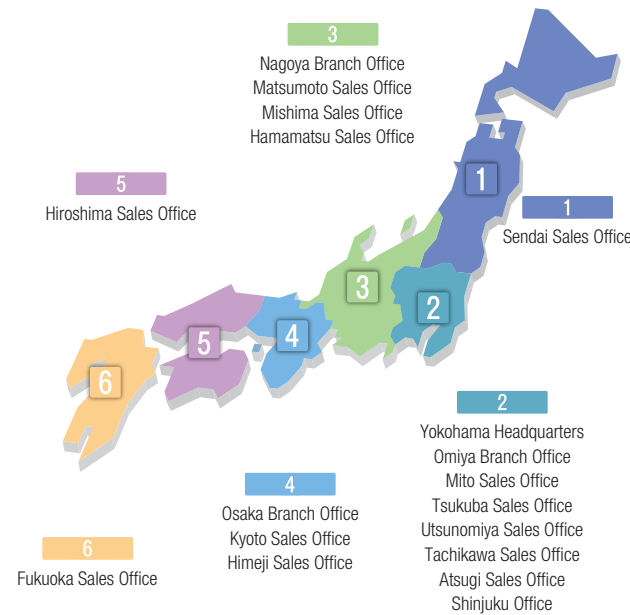 3
Nagoya Branch Office
Matsumoto Sales Office
Mishima Sales Office
Hamamatsu Sales Office
5
Hiroshima Sales Office
1
1
Sendai Sales Office
3
2
4
5
6
2
Yokohama Headquarters
Omiya Branch Office
Mito Sales Office
Tsukuba Sales Office
Utsunomiya Sales Office
Tachikawa Sales Office
Atsugi Sales Office
Shinjuku Office
4
Osaka Branch Office
Kyoto Sales Office
Himeji Sales Office
6
Fukuoka Sales Office